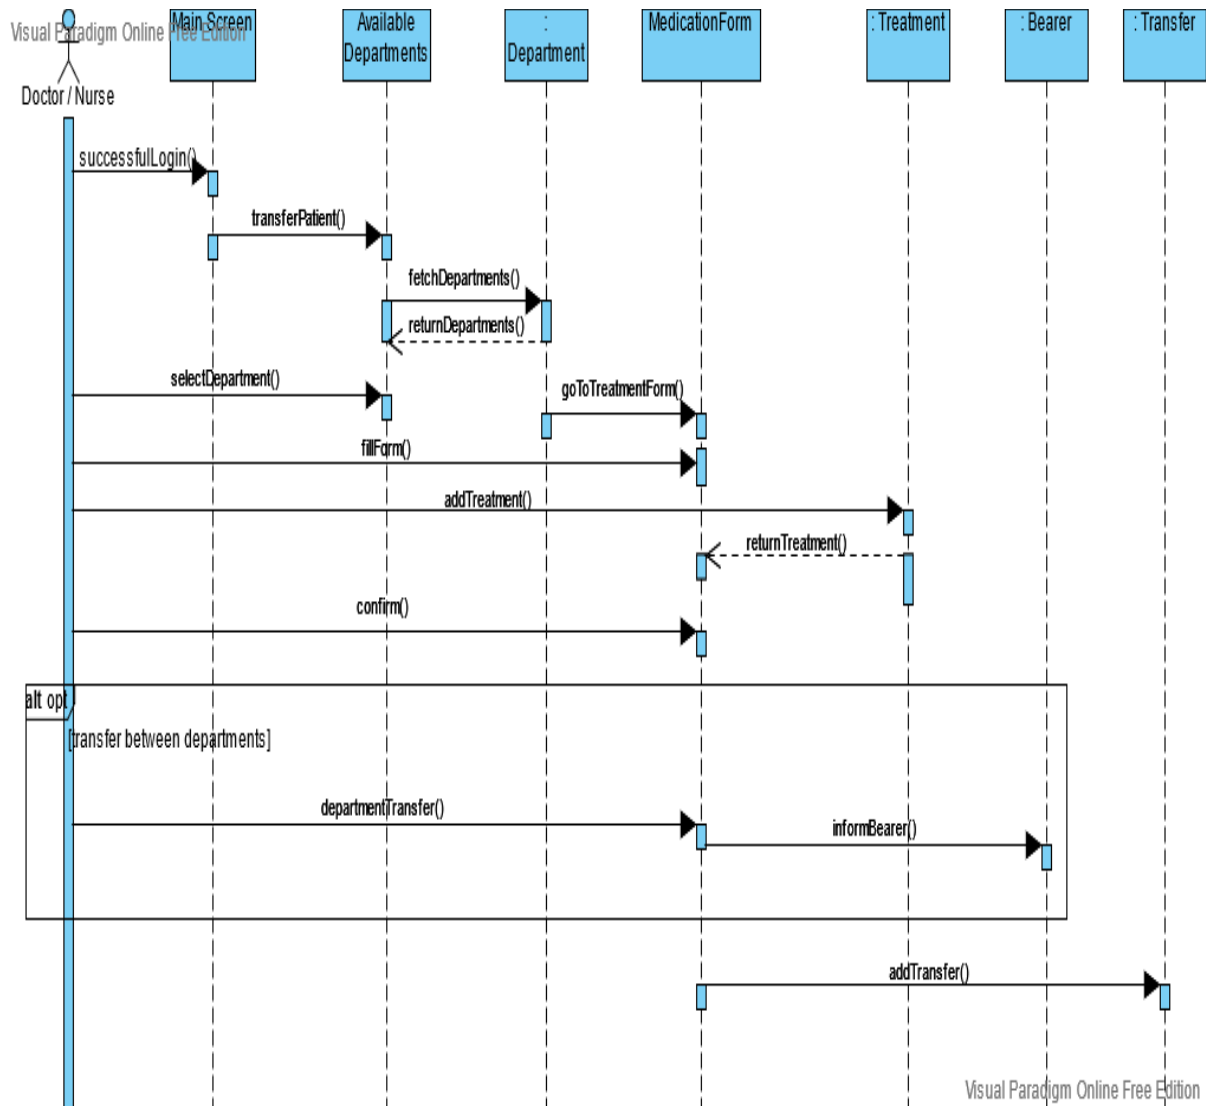 Visual Paradigm Online Free Edition
Main Screen
Available
Departments
:
Department
MedicationForm
: Treatment
: Bearer
: Transfer
Doctor / Nurse
successfulLogin()
transferPatient()
fetchDepartments()
returnDepartments()
selectDepartment()
goToTreatmentForm()
fillForm()
addTreatment()
returnTreatment()
confirm()
alt opt
[transfer between departments]
departmentTransfer()
informBearer()
addTransfer()
Visual Paradigm Online Free Edition